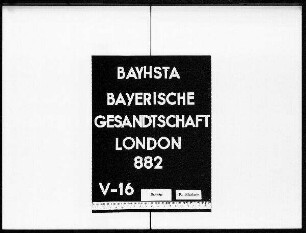 BAYHSTA
BAYERISCHE
GESANDTSCHAFT
LONDON
882
V-16